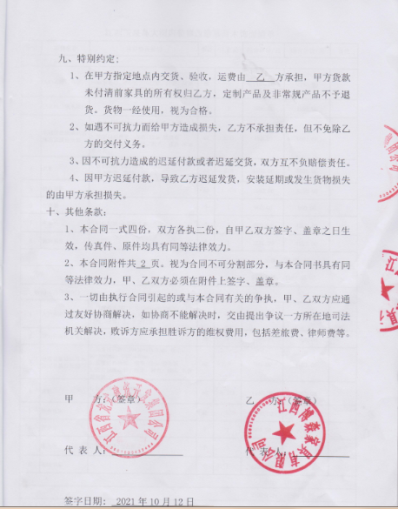 九、特别约定:
1、在甲方指定地点内交货、验收，运费由 乙 方承担，甲方货款
未付清前家具的所有权归乙方，定制产品及非常规产品不予退
货。货物一经使用，视为合格。
2、如遇不可抗力而给甲方造成损失，乙方不承担责任，但不免除乙
方的交付义务。
3、因不可抗力造成的迟延付款或者迟延交货，双方互不负赔偿责任。
4、因甲方迟延付款，导致乙方迟延发货，安装延期或发生货物损失
的由甲方承担损失。
十、其他条款：
1、本合同一式四份，双方各执二份，自甲乙双方签字、盖章之日生
效，传真件、原件均具有同等法律效力。
2、本合同附件共 2 页。视为合同不可分割部分，与本合同书具有同
等法律效力，甲、乙双方必须在附件上签字、盖章。
3、一切由执行合同引起的或与本合同有关的争执，甲、乙双方应通
过友好协商解决，如协商不能解决时，交由提出争议一方所在地司法
机关解决，败诉方应承担胜诉方的维权费用，包括差旅费、律师费等。
甲 方：（签章）
乙 方：（签章）
江西博森家具有限公司
代 表 人：
代 表 人：
签字日期： 2021 年 10 月 12 日